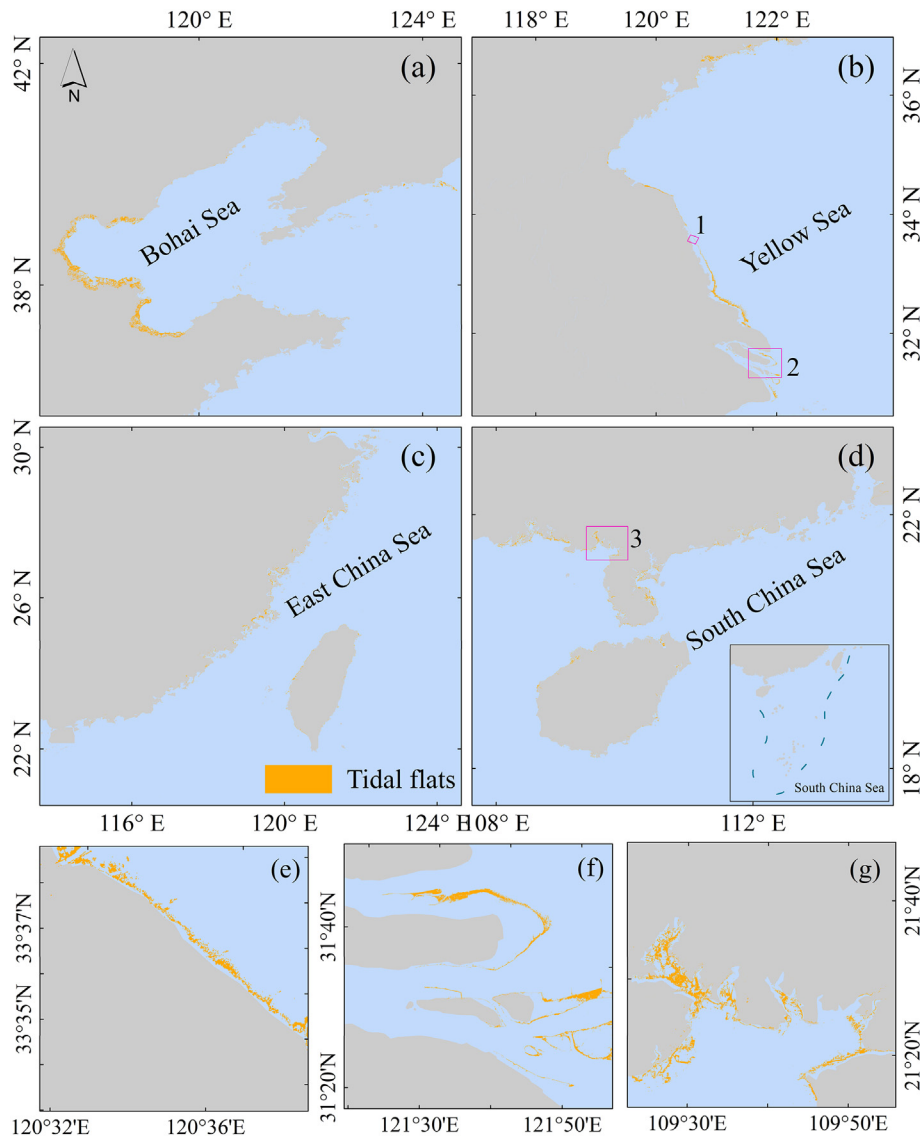 120° E
124° E
118° E
120° E
122° E
42° N
38° N
N
(a)
Bohai Sea
(b)
1
Yellow Sea
2
36° N
34° N
32° N
30° N
26° N
22° N
(c)
East China Sea
Tidal flats
(d)
3
South China Sea
South China Sea
22° N
18° N
116° E
120° E
124° E
108° E
112° E
(e)
33°37'N
33°35'N
120°32'E
120°36'E
(f)
31°40'N
31°20'N
121°30'E
121°50'E
(g)
21°40'N
21°20'N
109°30'E
109°50'E